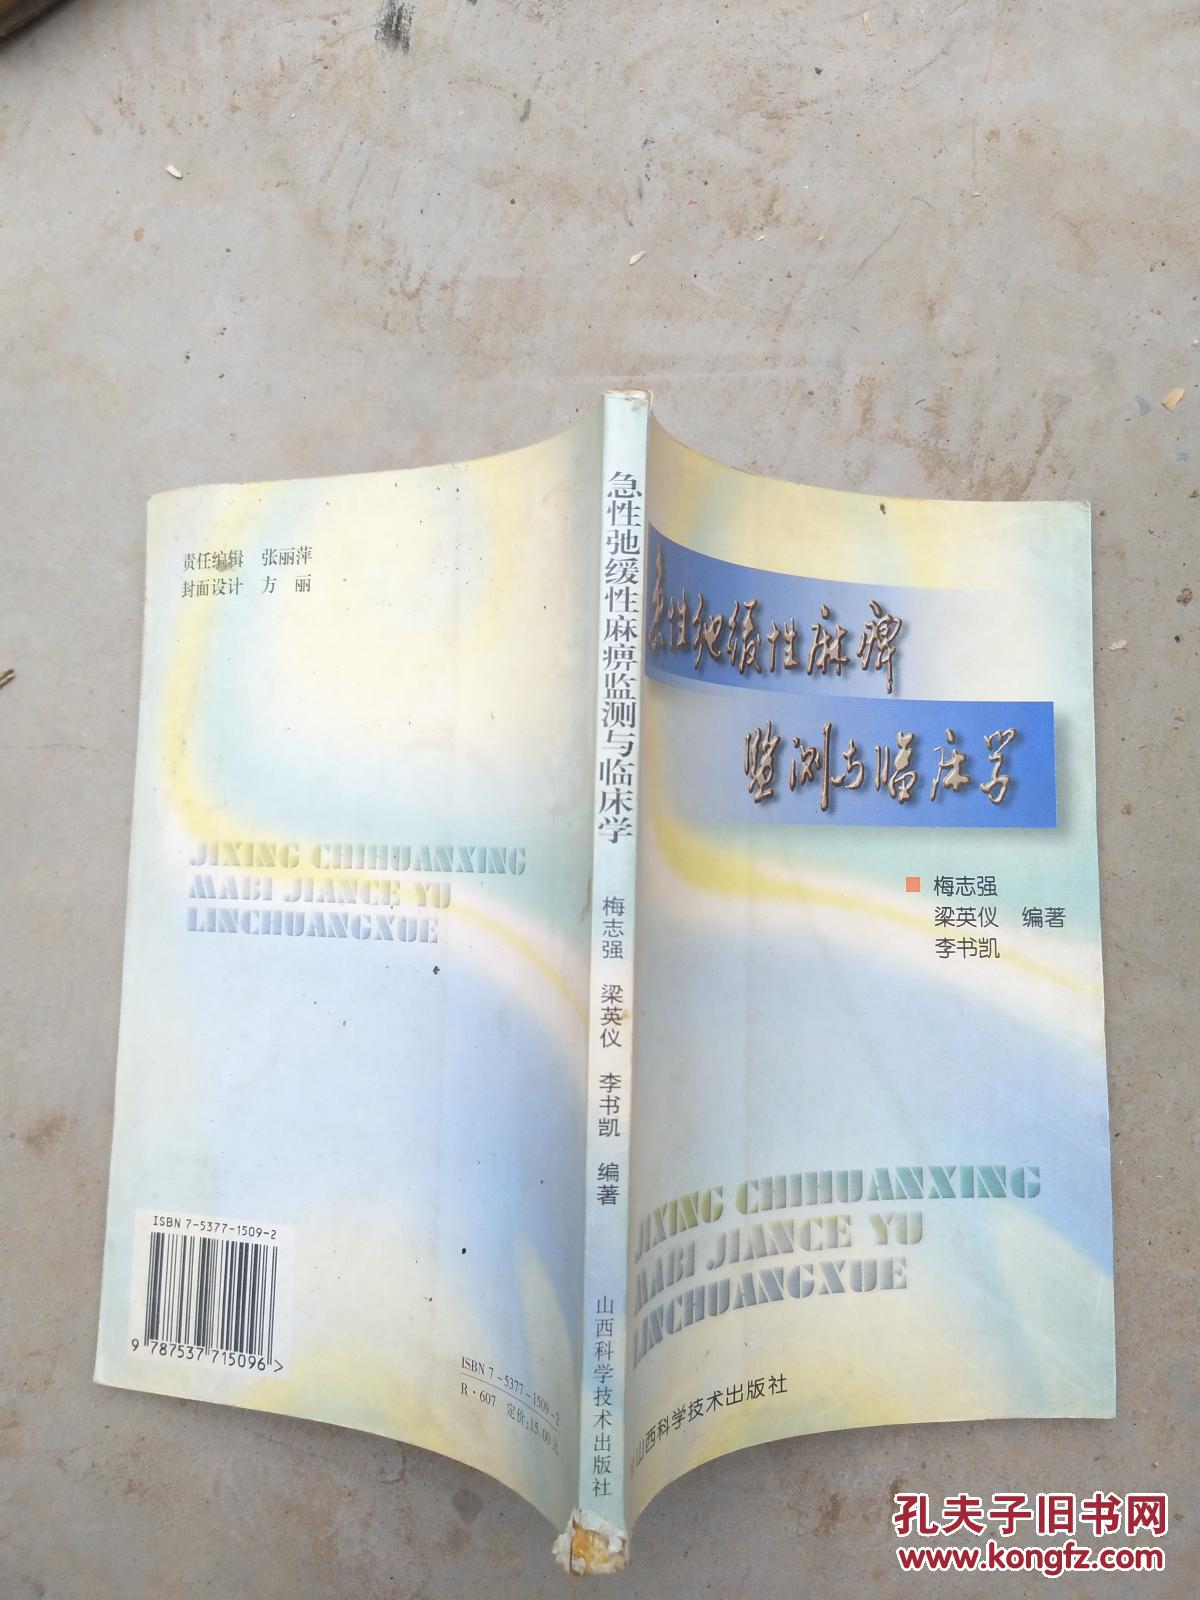 责任编辑 张丽萍
封面设计 方 丽
JIXING CHIHUANXING
MABI JIANCE YU
LINCHUANGXUE
ISBN 7-5377-1509-2
9 787537 715096 >
ISBN 7-5377-1509-2
R·607 定价:15.00元
急性弛缓性麻痹监测与临床学
梅志强 梁英仪 李书凯 编著
山西科学技术出版社
急性弛缓性麻痹
监测与临床学
梅志强
梁英仪 编著
李书凯
JIXING CHIHUANXING
MABI JIANCE YU
LINCHUANGXUE
山西科学技术出版社
孔夫子旧书网
www.kongfz.com